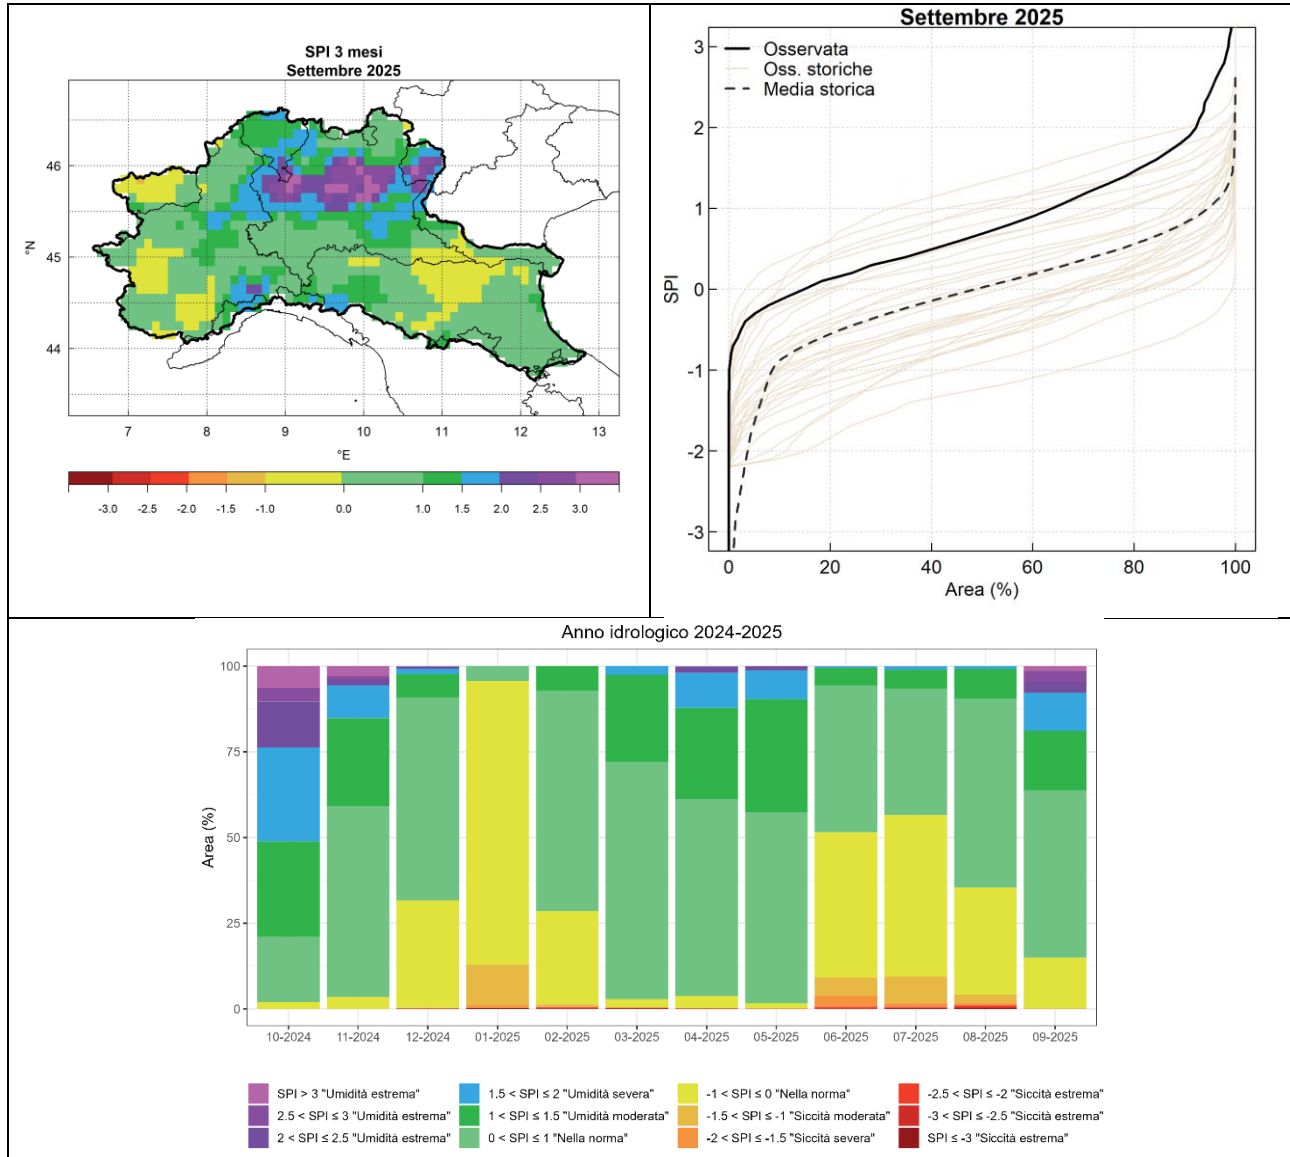 SPI 3 mesi
Settembre 2025
46
45
44
°N
7 8 9 10 11 12 13
°E
-3.0 -2.5 -2.0 -1.5 -1.0 0.0 1.0 1.5 2.0 2.5 3.0
Settembre 2025
Osservata
Oss. storiche
Media storica
3
2
1
0
-1
-2
-3
SPI
0 20 40 60 80 100
Area (%)
Anno idrologico 2024-2025
100
75
50
25
0
Area (%)
10-2024 11-2024 12-2024 01-2025 02-2025 03-2025 04-2025 05-2025 06-2025 07-2025 08-2025 09-2025
SPI > 3 "Umidità estrema" 1.5 < SPI ≤ 2 "Umidità severa" -1 < SPI ≤ 0 "Nella norma" -2.5 < SPI ≤ -2 "Siccità estrema"
2.5 < SPI ≤ 3 "Umidità estrema" 1 < SPI ≤ 1.5 "Umidità moderata" -1.5 < SPI ≤ -1 "Siccità moderata" -3 < SPI ≤ -2.5 "Siccità estrema"
2 < SPI ≤ 2.5 "Umidità estrema" 0 < SPI ≤ 1 "Nella norma" -2 < SPI ≤ -1.5 "Siccità severa" SPI ≤ -3 "Siccità estrema"